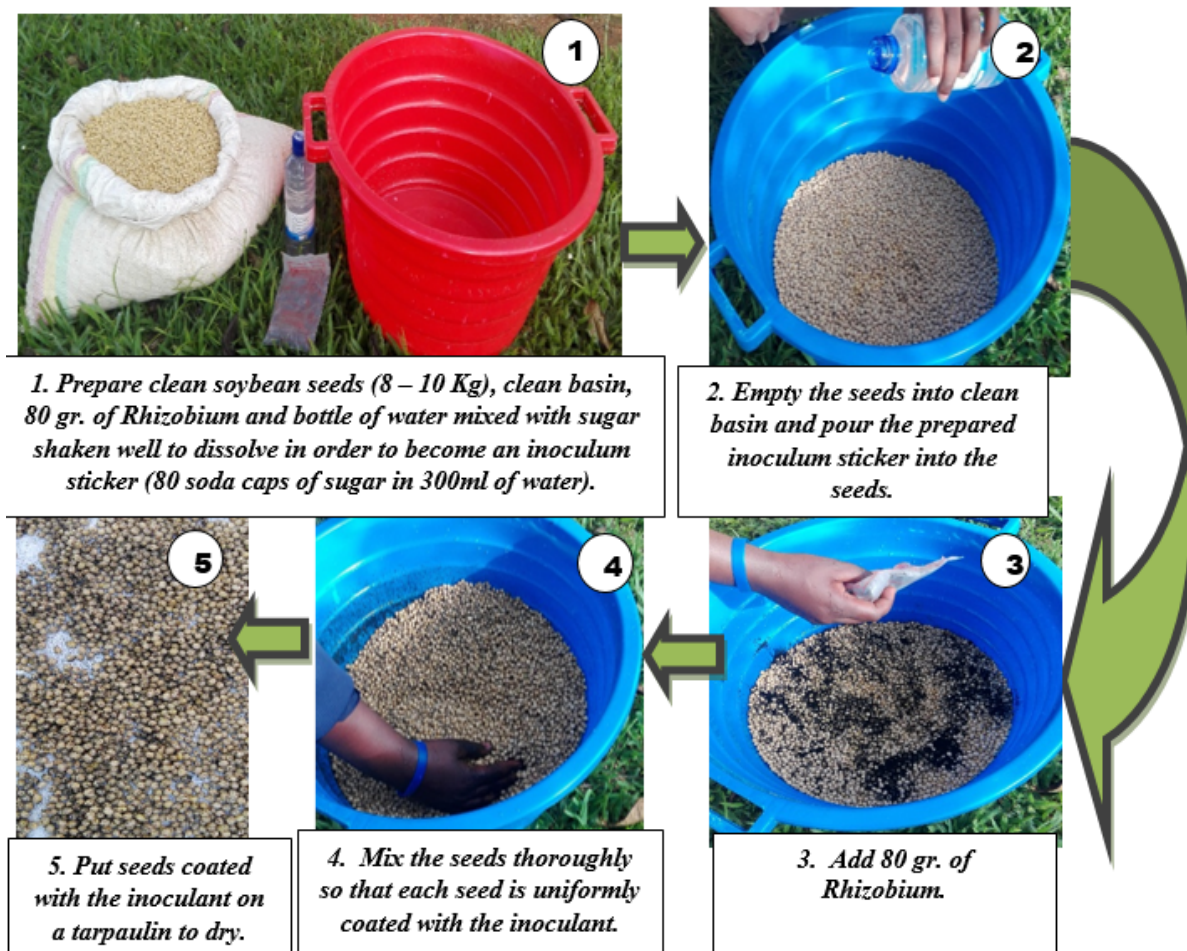 1
1. Prepare clean soybean seeds (8 – 10 Kg), clean basin,
80 gr. of Rhizobium and bottle of water mixed with sugar
shaken well to dissolve in order to become an inoculum
sticker (80 soda caps of sugar in 300ml of water).
2
2. Empty the seeds into clean
basin and pour the prepared
inoculum sticker into the
seeds.
3
3. Add 80 gr. of
Rhizobium.
4
4. Mix the seeds thoroughly
so that each seed is uniformly
coated with the inoculant.
5
5. Put seeds coated
with the inoculant on
a tarpaulin to dry.